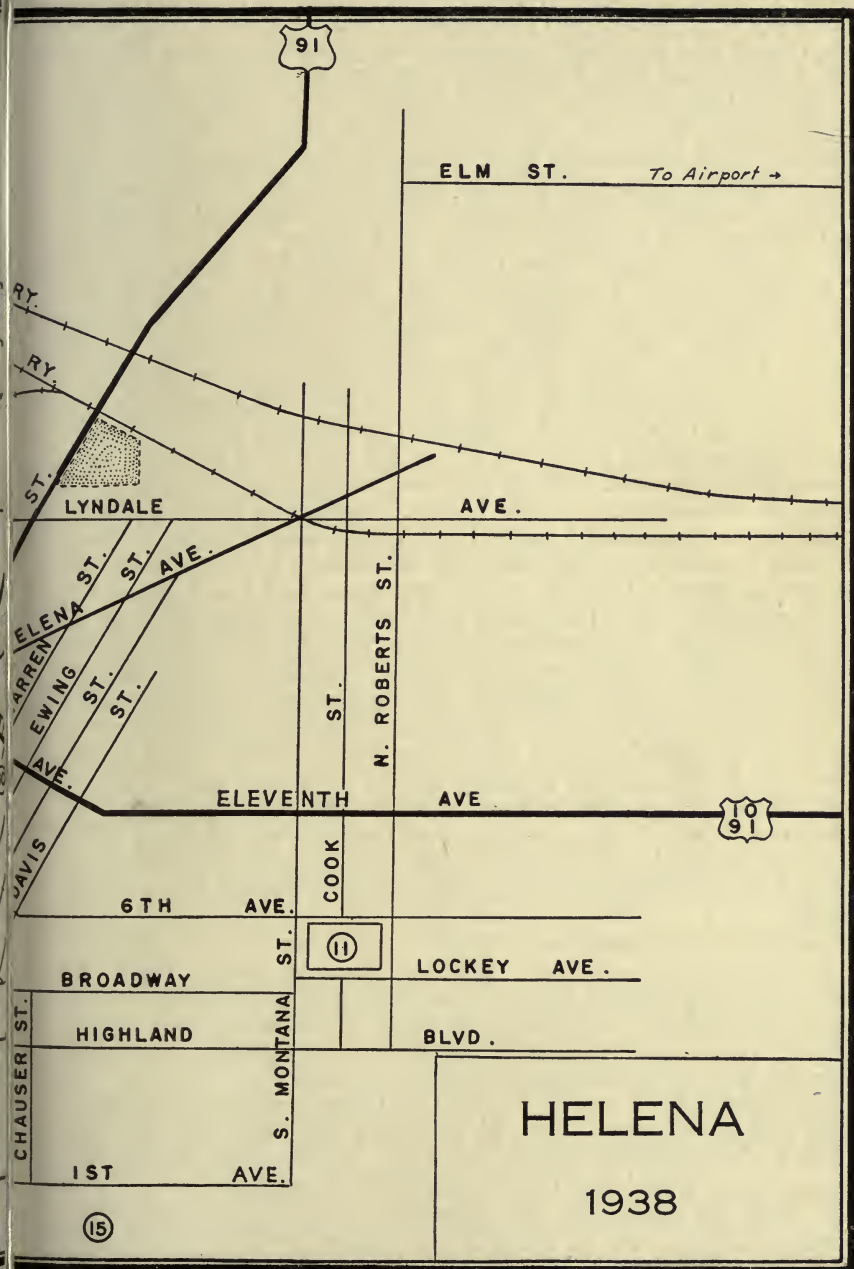 91
ELM ST. To Airport →
RY.
RY.
ST.
LYNDALE AVE.
ST.
ST.
AVE.
ELENA
ARREN
EWING
ST.
ST.
AVE.
DAVIS
N. ROBERTS ST.
COOK ST.
ELEVENTH AVE
10
91
6TH AVE.
11
LOCKEY AVE.
BROADWAY
S. MONTANA ST.
HIGHLAND BLVD.
CHAUSER ST.
1ST AVE.
15
HELENA
1938